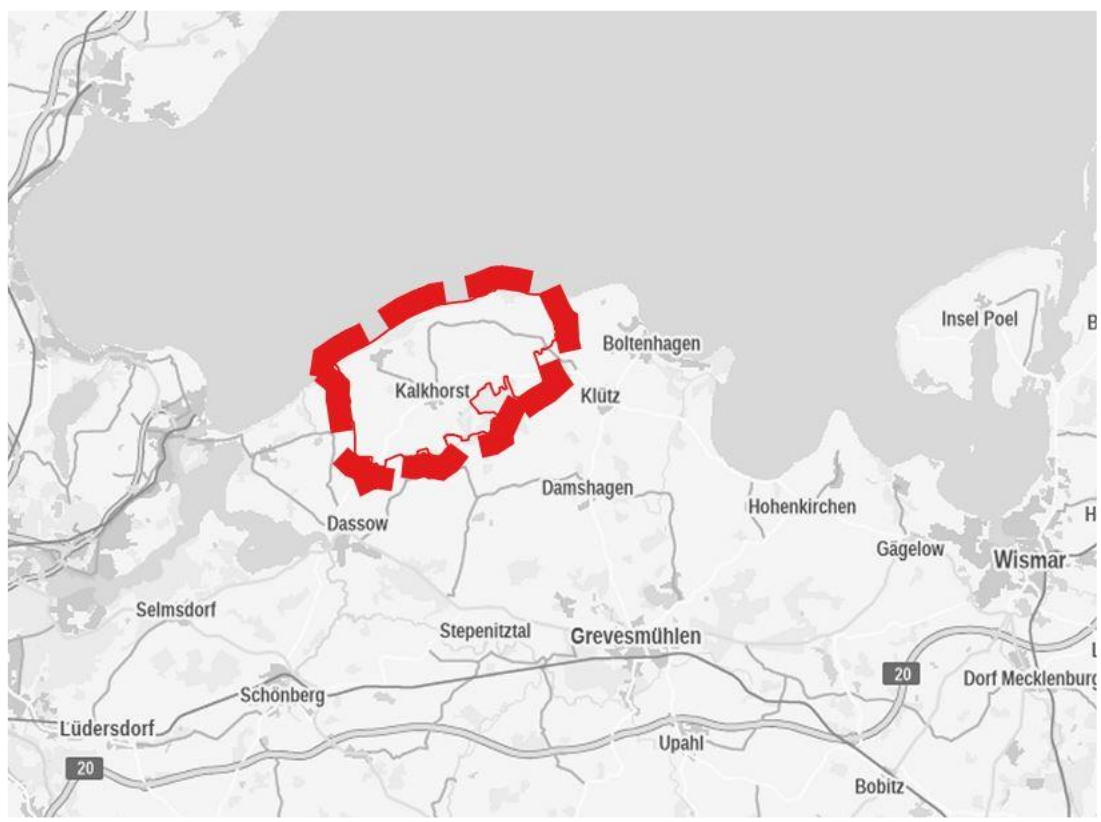 Insel Poel
B
Boltenhagen
Kalkhorst
Klütz
Damshagen
Hohenkirchen
H
Dassow
Gägelow
Wismar
Selmsdorf
Stepenitztal
Grevesmühlen
L
20
Dorf Mecklenburg
Schönberg
Lüdersdorf
Upahl
20
Bobitz